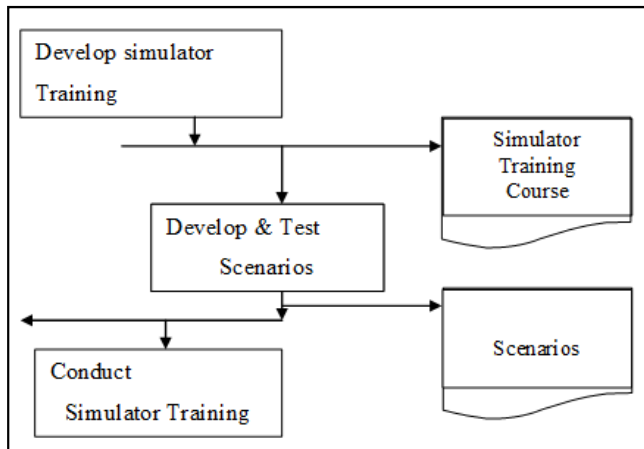 Develop simulator
Training
Simulator
Training
Course
Develop & Test
Scenarios
Scenarios
Conduct
Simulator Training